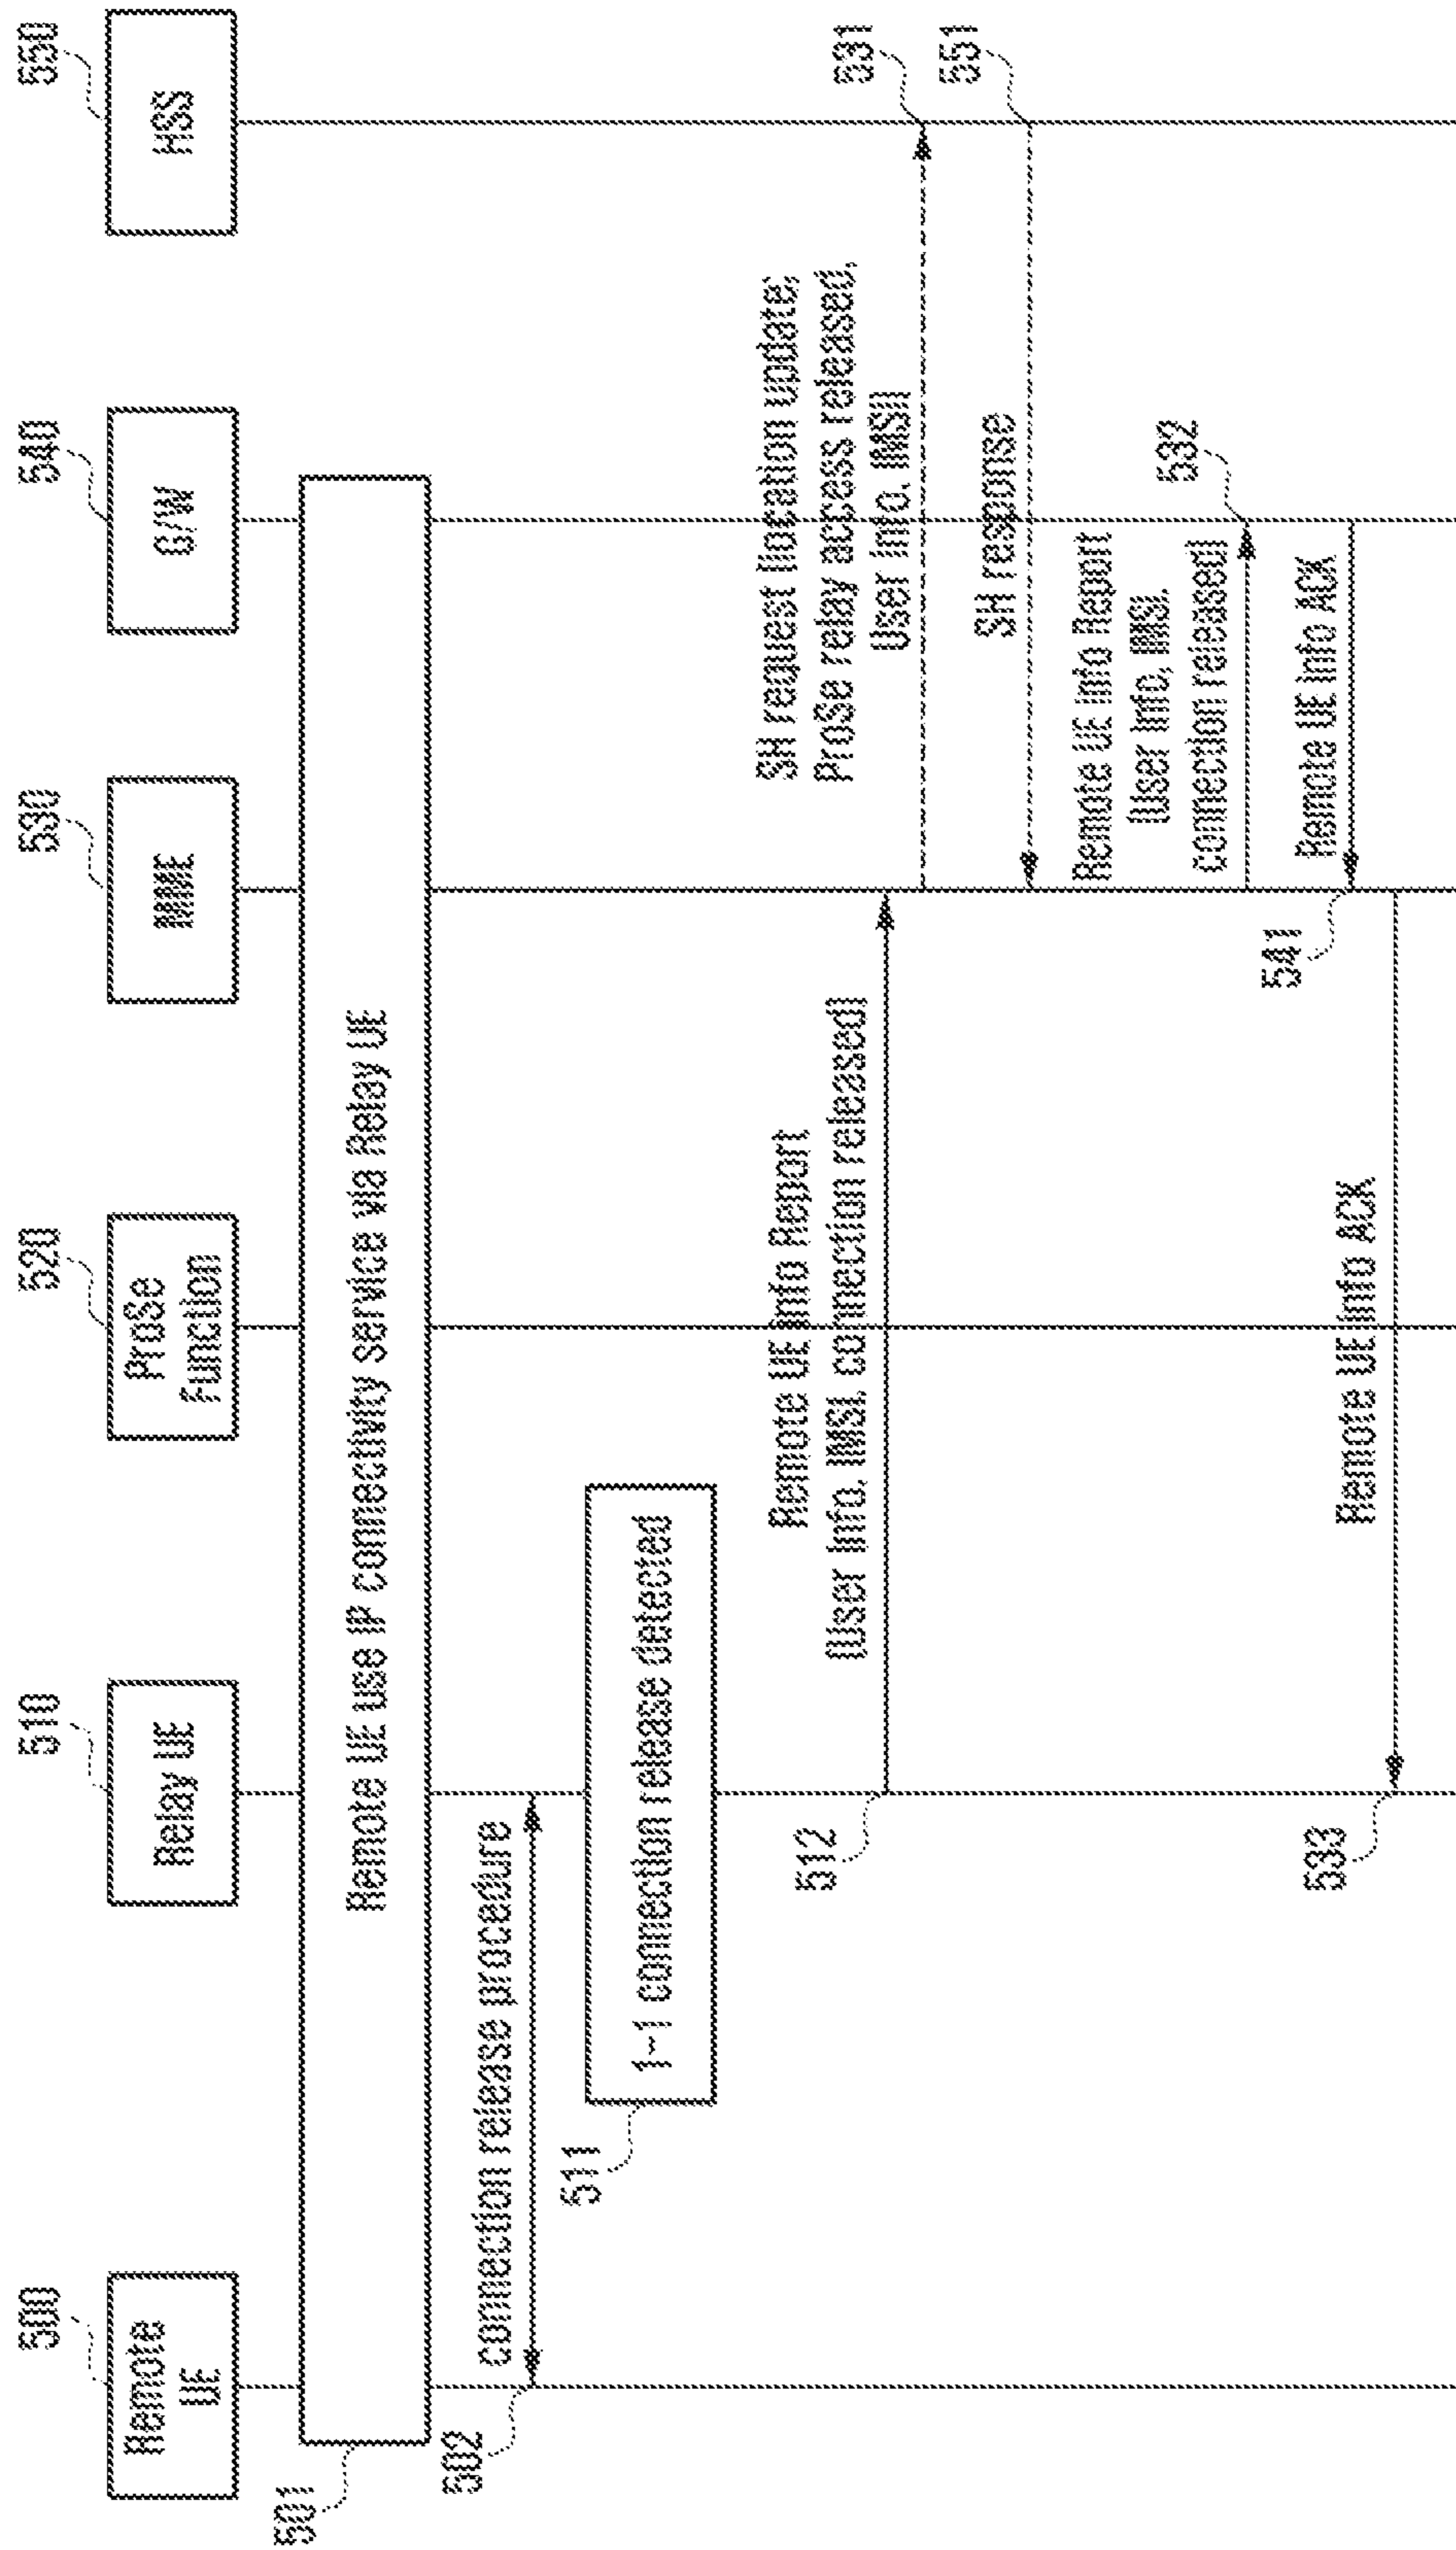 500
510
520
530
540
550
Remote
UE
Relay UE
ProSe
Function
MME
G/W
HSS
501
Remote UE use IP connectivity service via Relay UE
502
connection release procedure
511
1-1 connection release detected
512
Remote UE Info Report
(User Info, IMSI, connection released)
SH request (location update;
ProSe relay access released,
User info, IMSI)
531
SH response
551
Remote UE Info Report
(User Info, IMSI,
connection released)
532
Remote UE Info ACK
541
Remote UE Info ACK
533